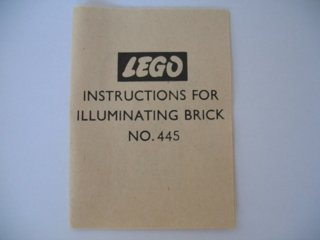 LEGO
INSTRUCTIONS FOR
ILLUMINATING BRICK
NO. 445